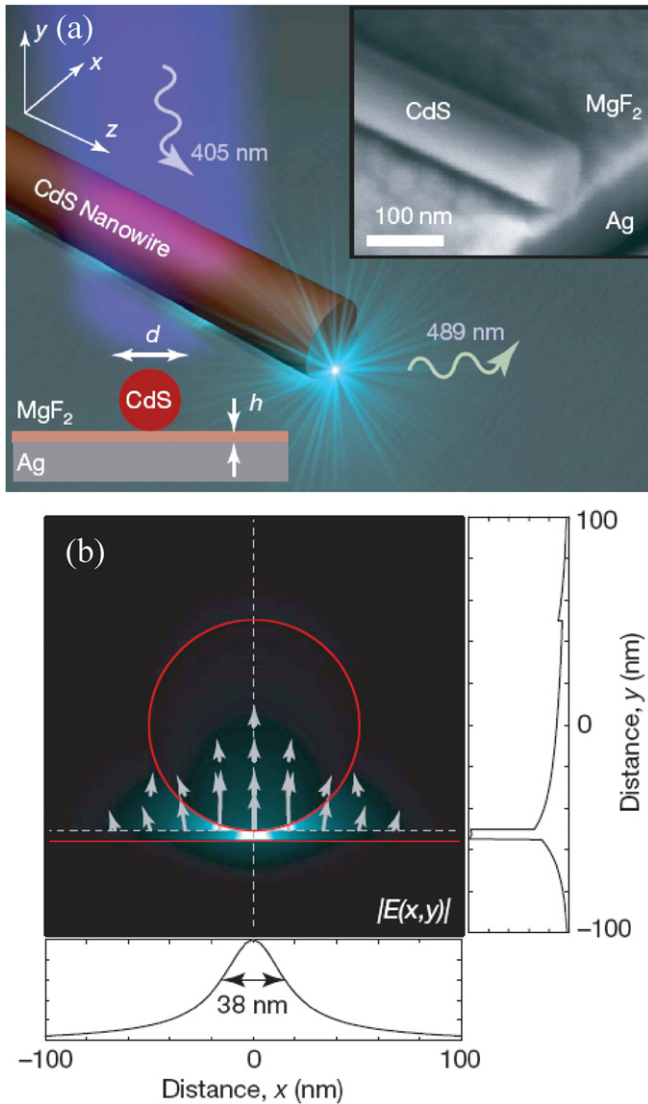 (a)
y
x
z
405 nm
CdS Nanowire
CdS
MgF₂
Ag
100 nm
489 nm
d
CdS
h
MgF₂
Ag
(b)
|E(x,y)|
100
0
−100
Distance, y (nm)
38 nm
−100
0
100
Distance, x (nm)